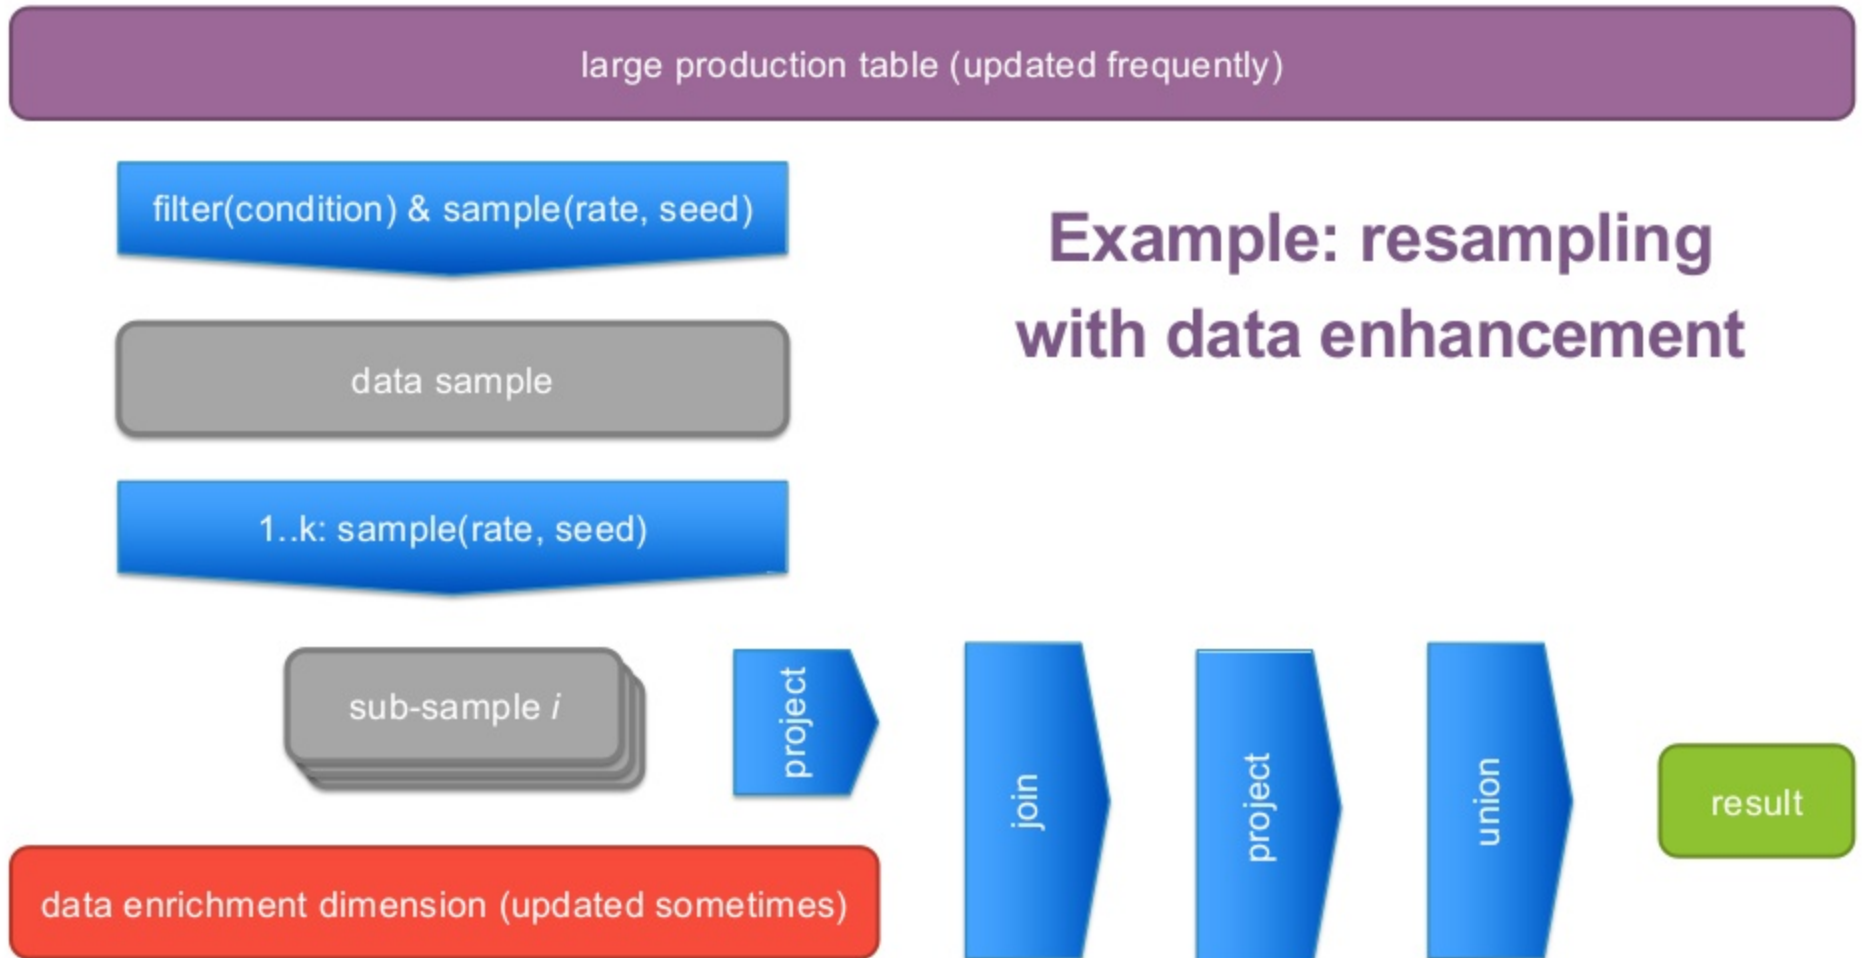 large production table (updated frequently)
filter(condition) & sample(rate, seed)
Example: resampling
with data enhancement
data sample
1..k: sample(rate, seed)
sub-sample i
project
join
project
union
result
data enrichment dimension (updated sometimes)